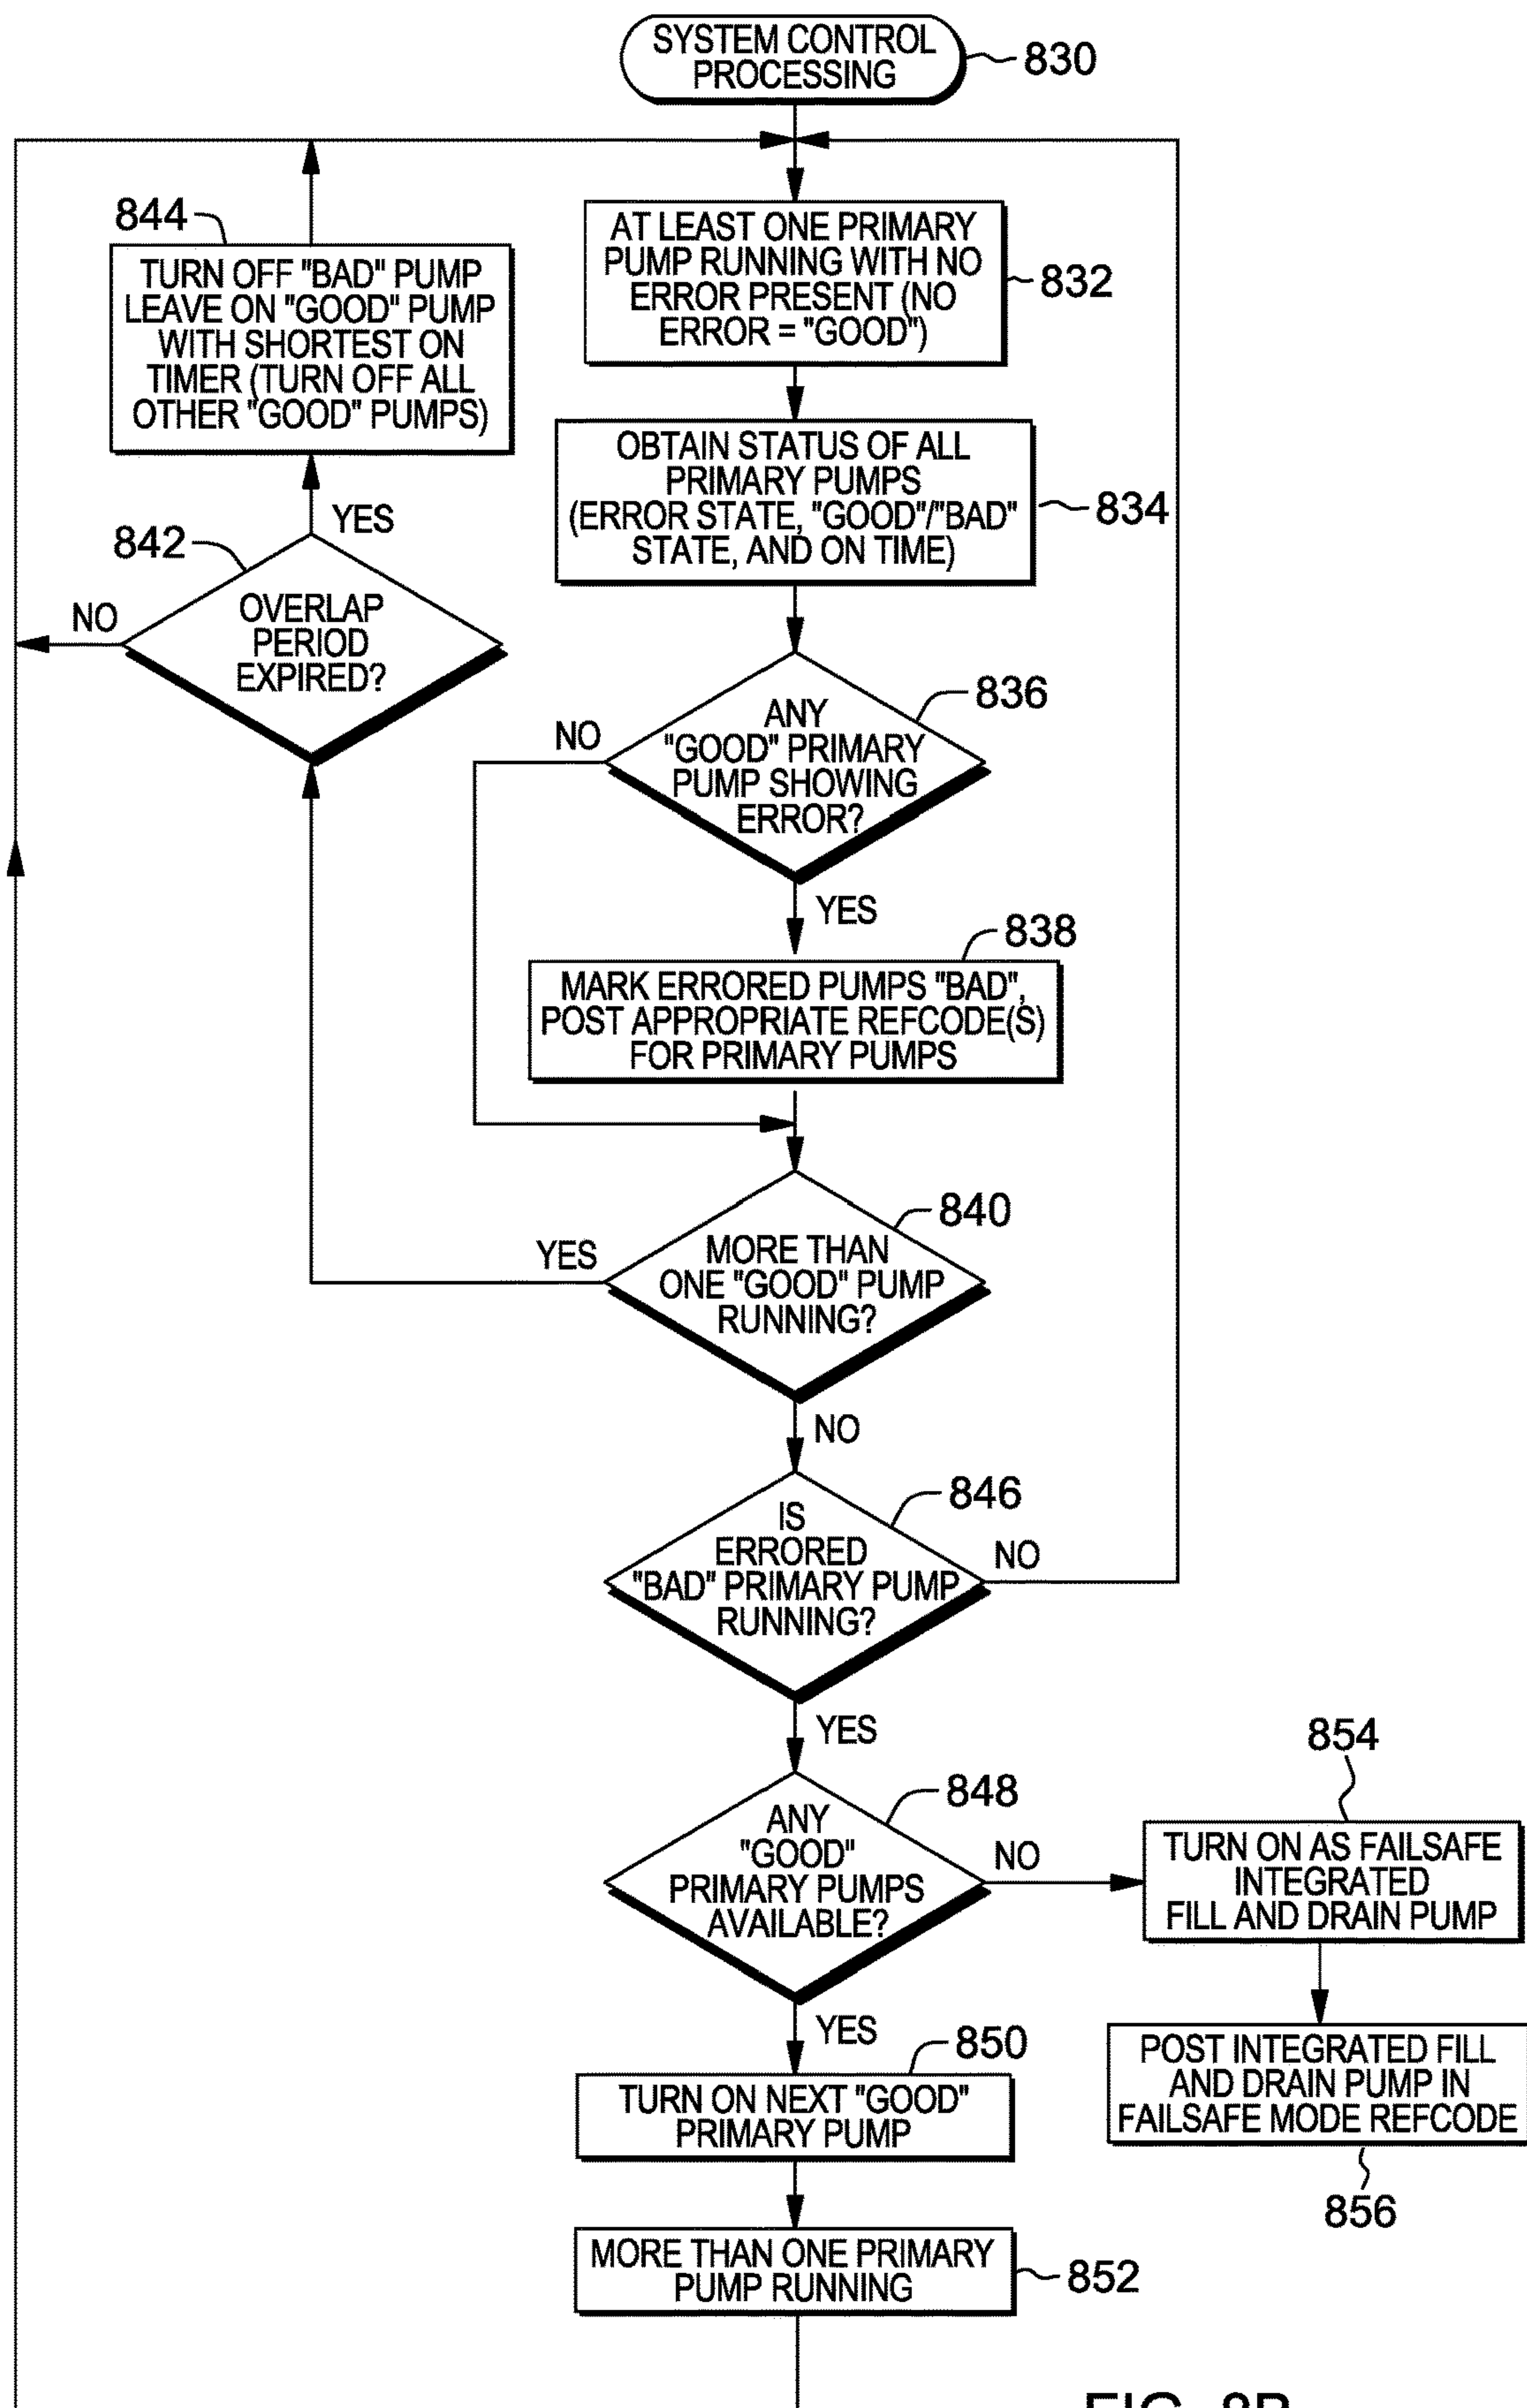 SYSTEM CONTROL
PROCESSING
830
844
TURN OFF "BAD" PUMP
LEAVE ON "GOOD" PUMP
WITH SHORTEST ON
TIMER (TURN OFF ALL
OTHER "GOOD" PUMPS)
AT LEAST ONE PRIMARY
PUMP RUNNING WITH NO
ERROR PRESENT (NO
ERROR = "GOOD")
832
OBTAIN STATUS OF ALL
PRIMARY PUMPS
(ERROR STATE, "GOOD"/"BAD"
STATE, AND ON TIME)
834
YES
842
NO
OVERLAP
PERIOD
EXPIRED?
836
NO
ANY
"GOOD" PRIMARY
PUMP SHOWING
ERROR?
YES
838
MARK ERRORED PUMPS "BAD",
POST APPROPRIATE REFCODE(S)
FOR PRIMARY PUMPS
840
YES
MORE THAN
ONE "GOOD" PUMP
RUNNING?
NO
846
IS
ERRORED
"BAD" PRIMARY PUMP
RUNNING?
NO
YES
848
ANY
"GOOD"
PRIMARY PUMPS
AVAILABLE?
NO
854
TURN ON AS FAILSAFE
INTEGRATED
FILL AND DRAIN PUMP
YES
850
TURN ON NEXT "GOOD"
PRIMARY PUMP
POST INTEGRATED FILL
AND DRAIN PUMP IN
FAILSAFE MODE REFCODE
856
MORE THAN ONE PRIMARY
PUMP RUNNING
852
FIG. 8B